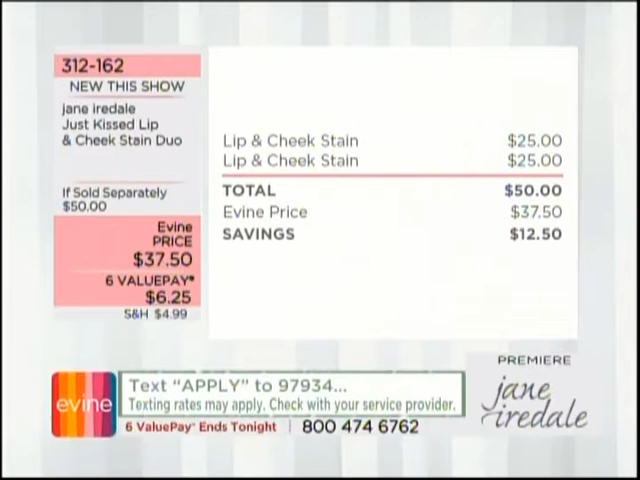 312-162
NEW THIS SHOW
jane iredale
Just Kissed Lip
& Cheek Stain Duo
If Sold Separately
$50.00
Evine
PRICE
$37.50
6 VALUEPAY*
$6.25
S&H $4.99
Lip & Cheek Stain $25.00
Lip & Cheek Stain $25.00
TOTAL $50.00
Evine Price $37.50
SAVINGS $12.50
evine
Text “APPLY” to 97934...
Texting rates may apply. Check with your service provider.
6 ValuePay* Ends Tonight | 800 474 6762
PREMIERE
jane
iredale